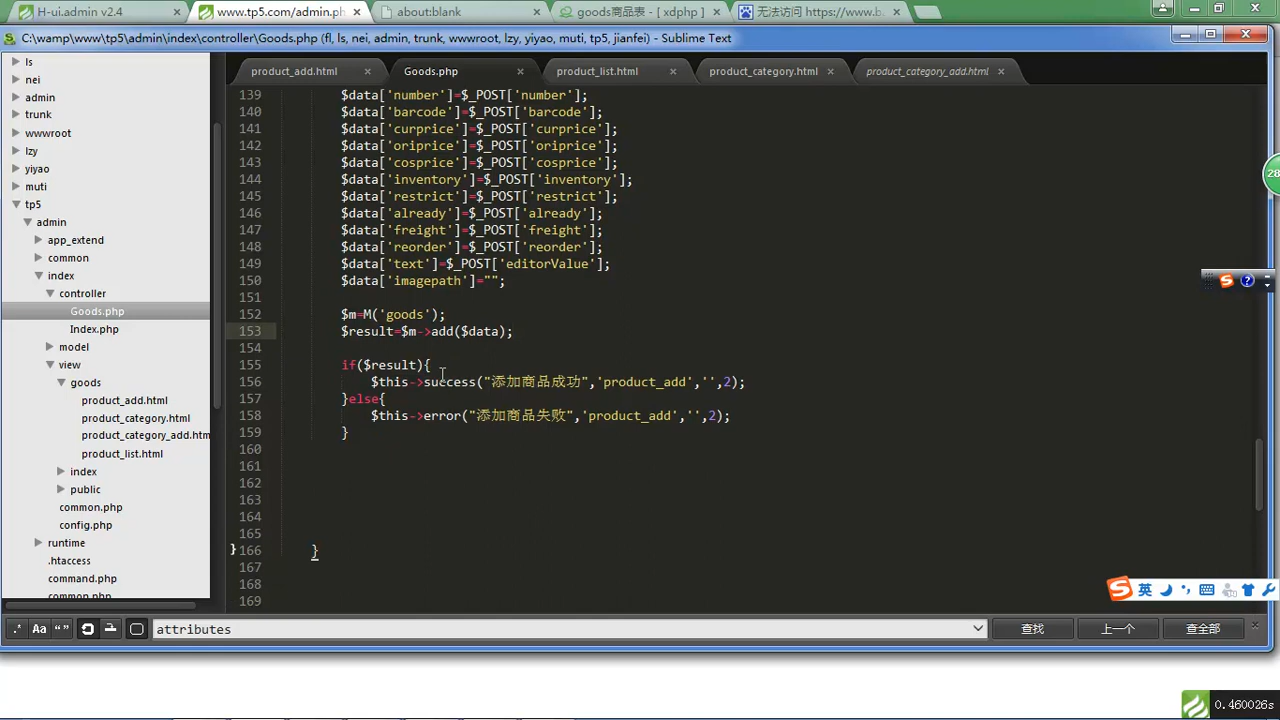 H-ui.admin v2.4
www.tp5.com/admin.ph
about:blank
goods商品表 - [ xdphp ]
无法访问 https://www.b
C:\wamp\www\tp5\admin\index\controller\Goods.php (fl, ls, nei, admin, trunk, wwwroot, lzy, yiyao, muti, tp5, jianfei) - Sublime Text
product_add.html
Goods.php
product_list.html
product_category.html
product_category_add.html
ls
nei
admin
trunk
wwwroot
lzy
yiyao
muti
tp5
admin
app_extend
common
index
controller
Goods.php
Index.php
model
view
goods
product_add.html
product_category.html
product_category_add.htm
product_list.html
index
public
common.php
config.php
runtime
.htaccess
command.php
common.php
139 $data['number']=$_POST['number'];
140 $data['barcode']=$_POST['barcode'];
141 $data['curprice']=$_POST['curprice'];
142 $data['oriprice']=$_POST['oriprice'];
143 $data['cosprice']=$_POST['cosprice'];
144 $data['inventory']=$_POST['inventory'];
145 $data['restrict']=$_POST['restrict'];
146 $data['already']=$_POST['already'];
147 $data['freight']=$_POST['freight'];
148 $data['reorder']=$_POST['reorder'];
149 $data['text']=$_POST['editorValue'];
150 $data['imagepath']="";
151
152 $m=M('goods');
153 $result=$m->add($data);
154
155 if($result){
156 $this->success("添加商品成功",'product_add','',2);
157 }else{
158 $this->error("添加商品失败",'product_add','',2);
159 }
160
161
162
163
164
165
166 }
167
168
169
28
英
.* Aa “ ”
attributes
查找
上一个
查全部
0.460026s